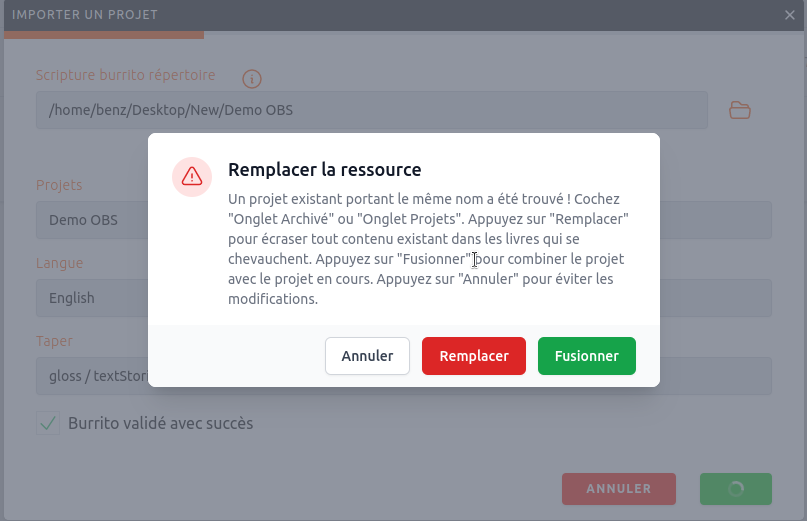 IMPORTER UN PROJET
Scripture burrito répertoire
/home/benz/Desktop/New/Demo OBS
Projets
Demo OBS
Langue
English
Taper
gloss / textStori
Burrito validé avec succès
Remplacer la ressource
Un projet existant portant le même nom a été trouvé ! Cochez
"Onglet Archivé" ou "Onglet Projets". Appuyez sur "Remplacer"
pour écraser tout contenu existant dans les livres qui se
chevauchent. Appuyez sur "Fusionner" pour combiner le projet
avec le projet en cours. Appuyez sur "Annuler" pour éviter les
modifications.
Annuler
Remplacer
Fusionner
ANNULER